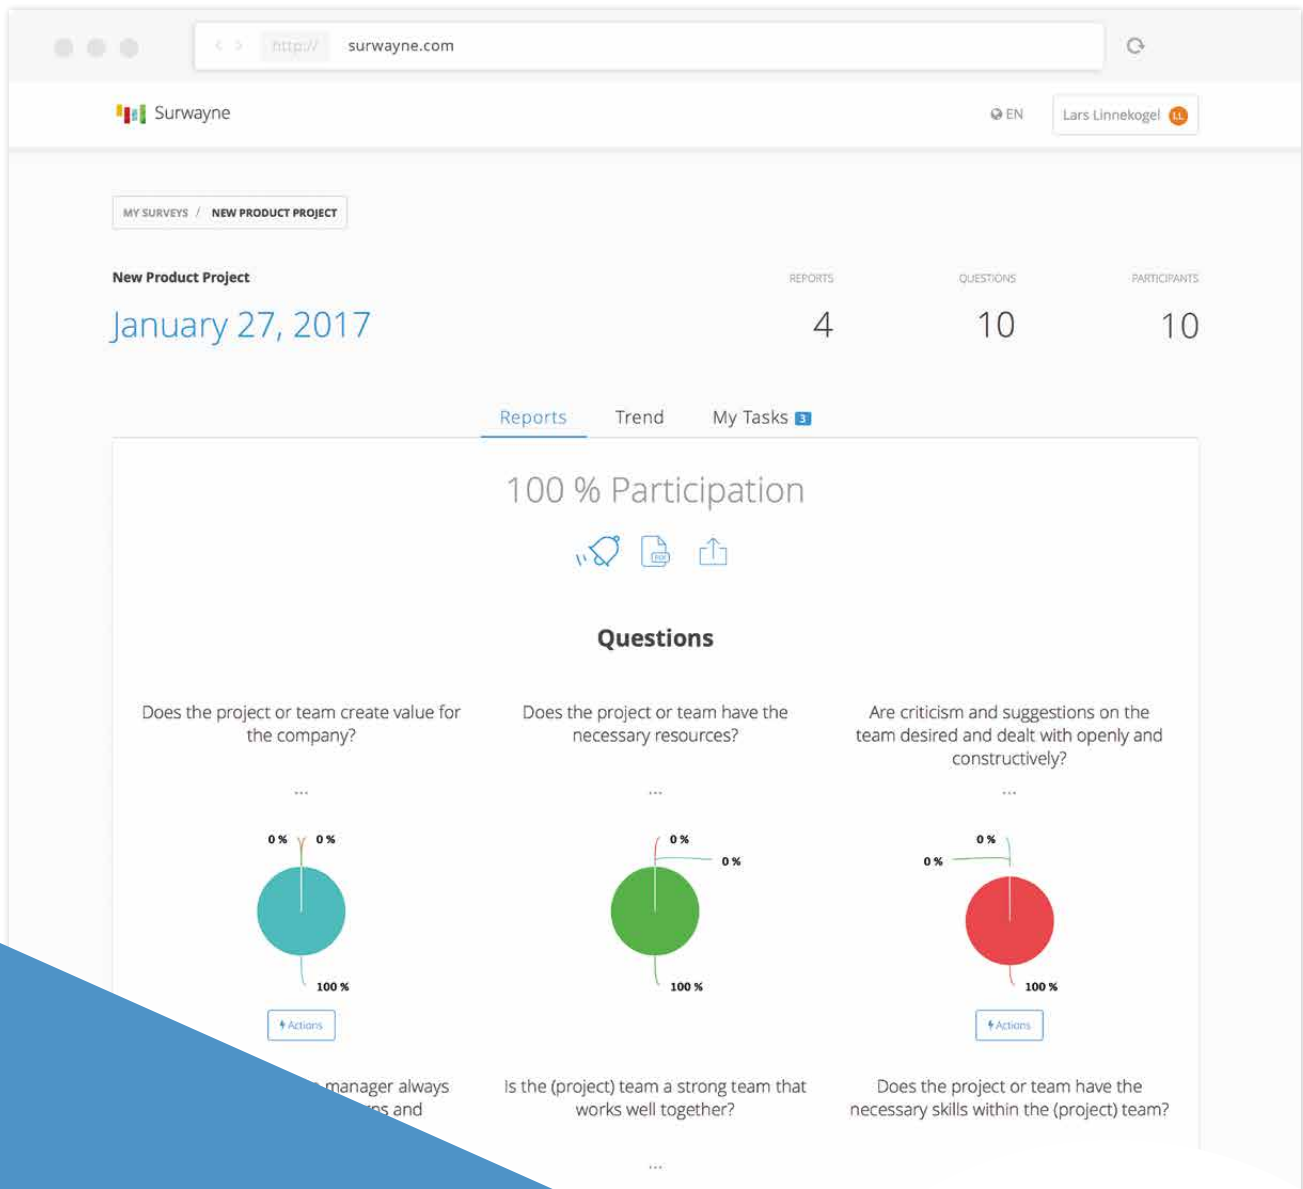 http:// surwayne.com
Surwayne
EN
Lars Linnekogel LL
MY SURVEYS / NEW PRODUCT PROJECT
New Product Project
REPORTS QUESTIONS PARTICIPANTS
January 27, 2017
4 10 10
Reports Trend My Tasks 3
100 % Participation
PDF
Questions
Does the project or team create value for
the company?
...
0 % 0 %
100 %
Actions
Does the project or team have the
necessary resources?
...
0 %
0 %
100 %
Are criticism and suggestions on the
team desired and dealt with openly and
constructively?
...
0 %
0 %
100 %
Actions
manager always
and
Is the (project) team a strong team that
works well together?
...
Does the project or team have the
necessary skills within the (project) team?